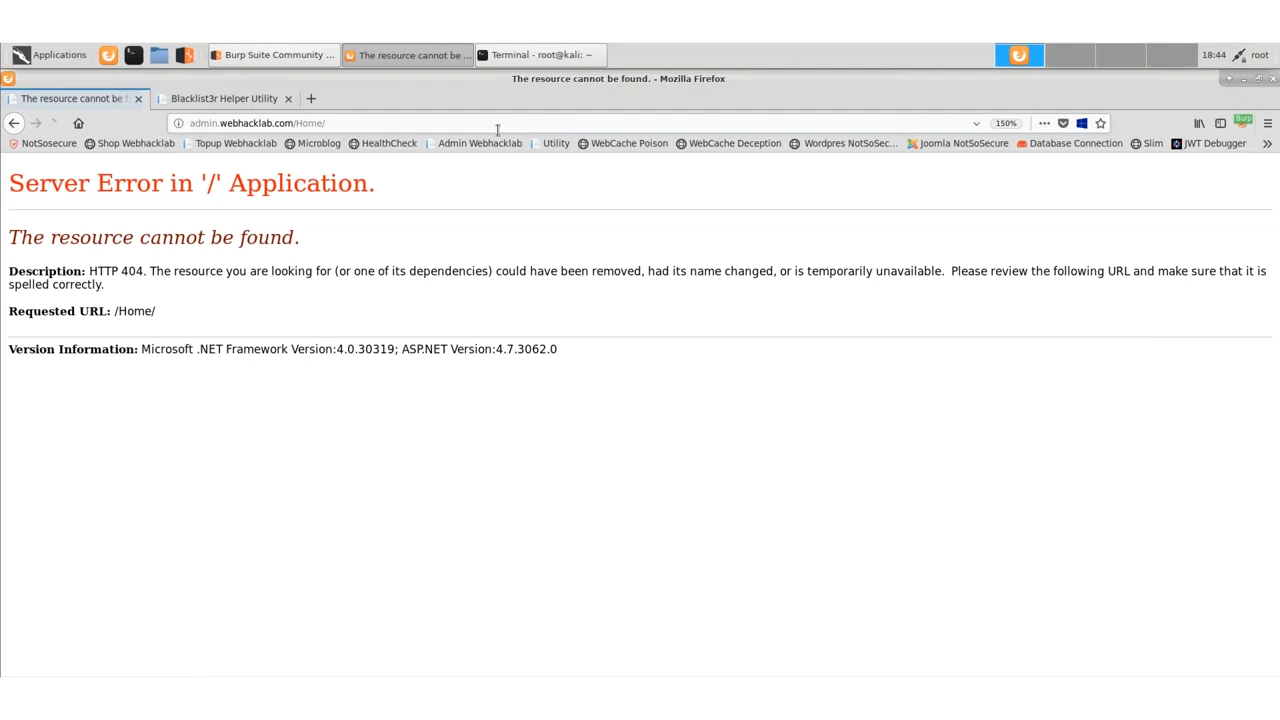 Applications
Burp Suite Community ...
The resource cannot be ...
Terminal - root@kali: ~
18:44
root
The resource cannot be found. - Mozilla Firefox
The resource cannot be f
Blacklist3r Helper Utility
admin.webhacklab.com/Home/
150%
Burp
NotSosecure
Shop Webhacklab
Topup Webhacklab
Microblog
HealthCheck
Admin Webhacklab
Utility
WebCache Poison
WebCache Deception
Wordpres NotSoSec...
Joomla NotSoSecure
Database Connection
Slim
JWT Debugger
Server Error in '/' Application.
The resource cannot be found.
Description: HTTP 404. The resource you are looking for (or one of its dependencies) could have been removed, had its name changed, or is temporarily unavailable.  Please review the following URL and make sure that it is
spelled correctly.
Requested URL: /Home/
Version Information: Microsoft .NET Framework Version:4.0.30319; ASP.NET Version:4.7.3062.0